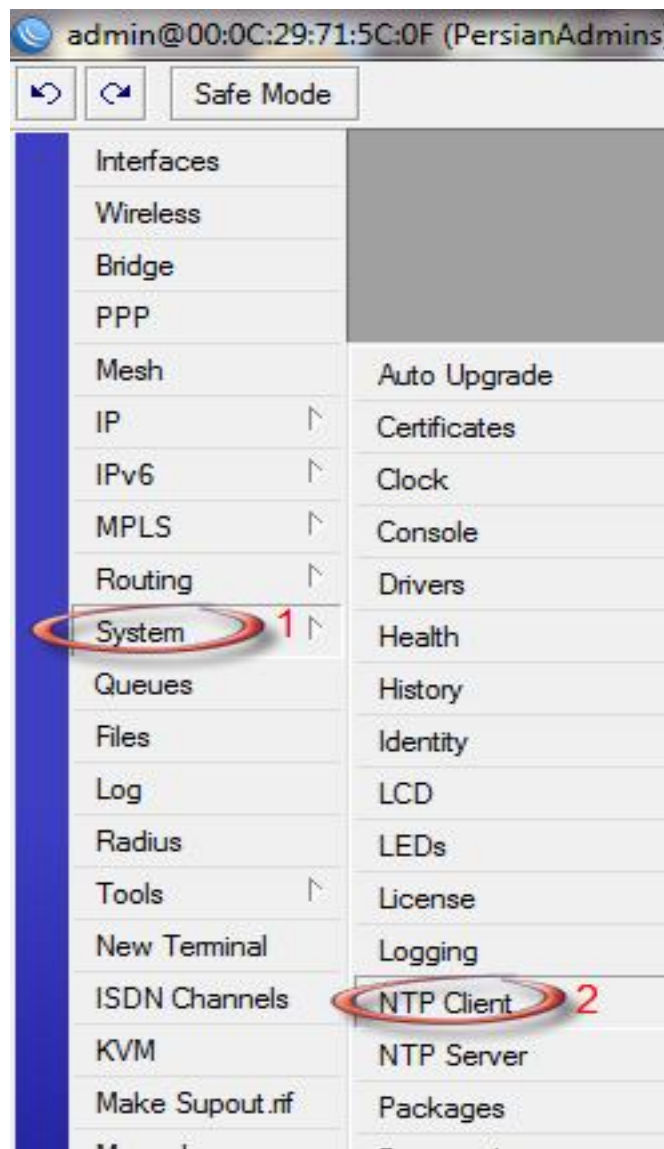 admin@00:0C:29:71:5C:0F (PersianAdmins
Safe Mode
Interfaces
Wireless
Bridge
PPP
Mesh
IP
IPv6
MPLS
Routing
System 1
Queues
Files
Log
Radius
Tools
New Terminal
ISDN Channels
KVM
Make Supout.rif
Auto Upgrade
Certificates
Clock
Console
Drivers
Health
History
Identity
LCD
LEDs
License
Logging
NTP Client 2
NTP Server
Packages